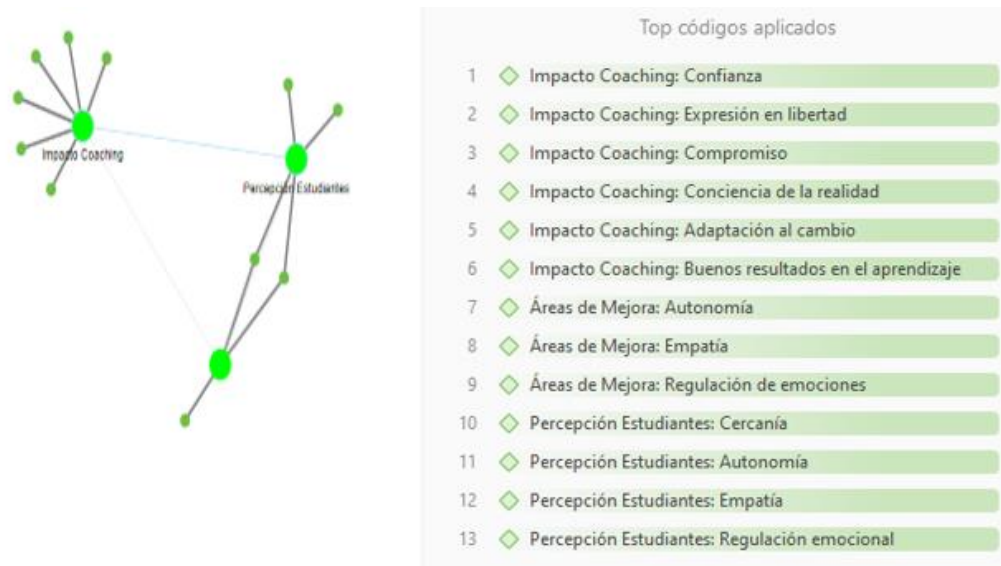 Impacto Coaching
Percepción Estudiantes
Top códigos aplicados
1 Impacto Coaching: Confianza
2 Impacto Coaching: Expresión en libertad
3 Impacto Coaching: Compromiso
4 Impacto Coaching: Conciencia de la realidad
5 Impacto Coaching: Adaptación al cambio
6 Impacto Coaching: Buenos resultados en el aprendizaje
7 Áreas de Mejora: Autonomía
8 Áreas de Mejora: Empatía
9 Áreas de Mejora: Regulación de emociones
10 Percepción Estudiantes: Cercanía
11 Percepción Estudiantes: Autonomía
12 Percepción Estudiantes: Empatía
13 Percepción Estudiantes: Regulación emocional